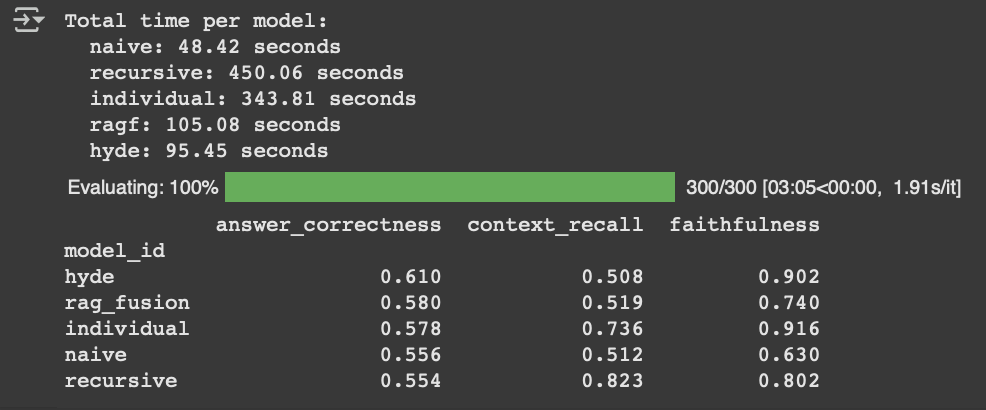 Total time per model:
naive: 48.42 seconds
recursive: 450.06 seconds
individual: 343.81 seconds
ragf: 105.08 seconds
hyde: 95.45 seconds
Evaluating: 100% 300/300 [03:05<00:00, 1.91s/it]
answer_correctness context_recall faithfulness
model_id
hyde 0.610 0.508 0.902
rag_fusion 0.580 0.519 0.740
individual 0.578 0.736 0.916
naive 0.556 0.512 0.630
recursive 0.554 0.823 0.802